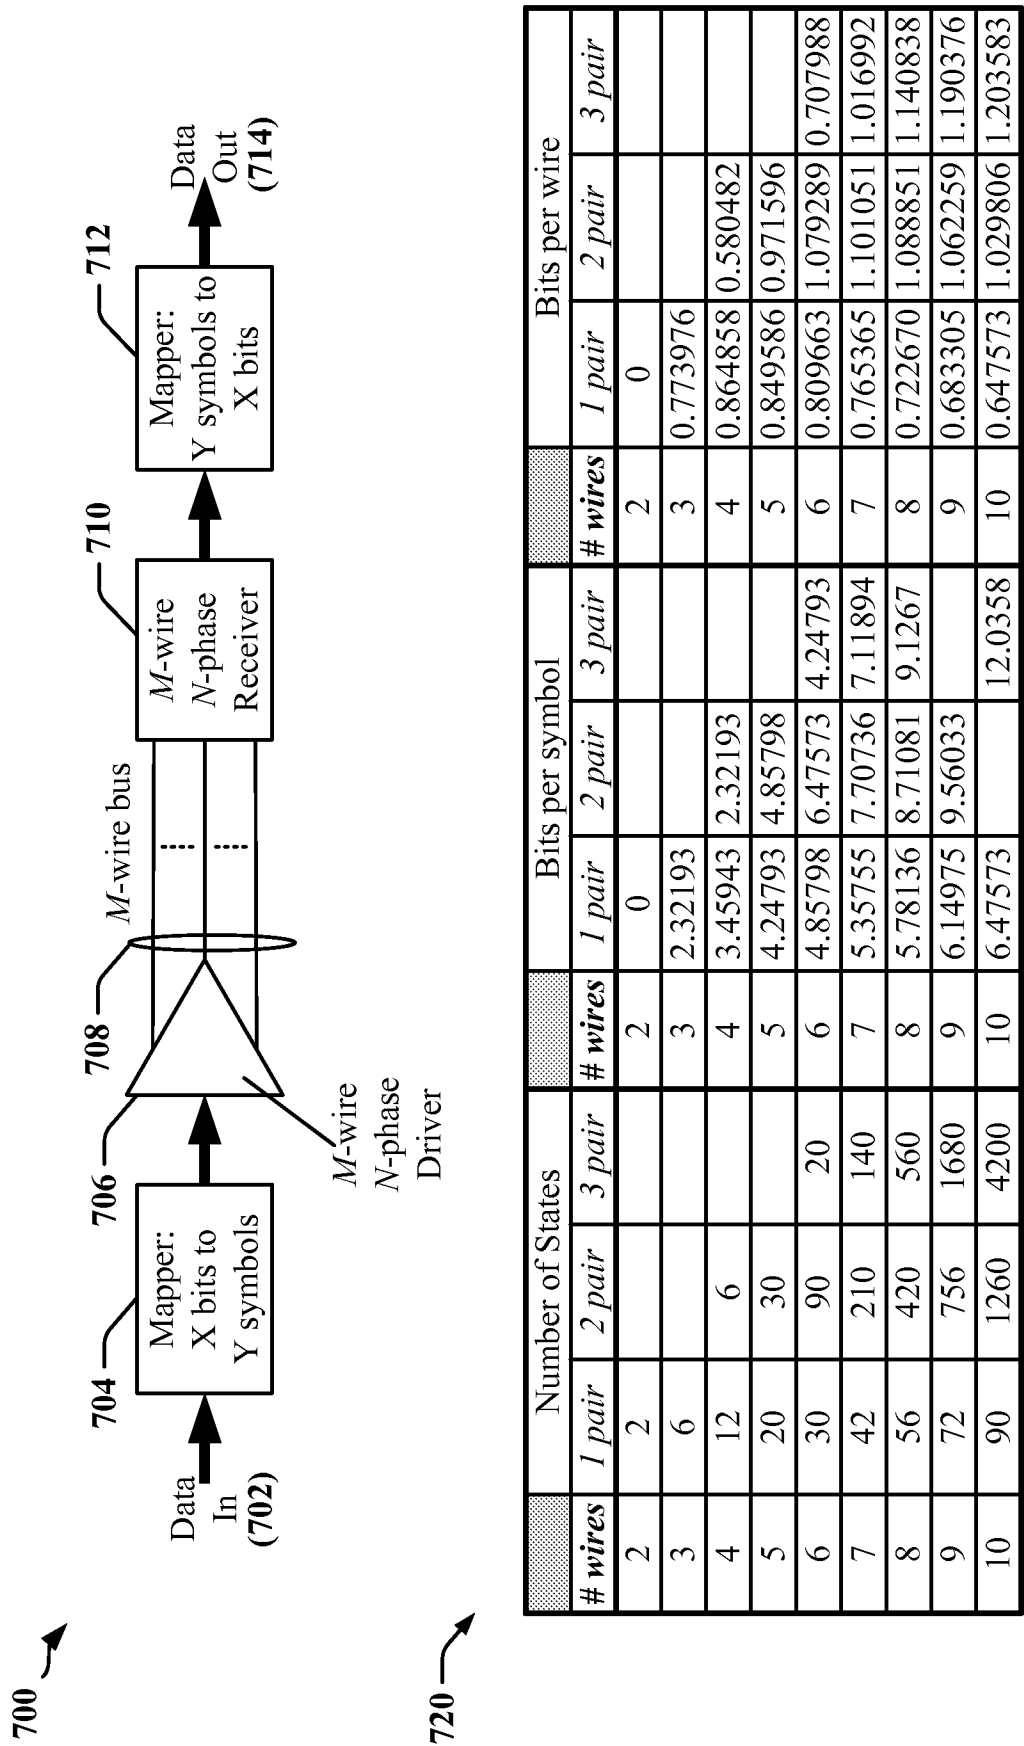 700
Data
In
(702)
704
Mapper:
X bits to
Y symbols
706
M-wire
N-phase
Driver
708
M-wire bus
710
M-wire
N-phase
Receiver
712
Mapper:
Y symbols to
X bits
Data
Out
(714)
720
Number of States Bits per symbol Bits per wire
# wires 1 pair 2 pair 3 pair # wires 1 pair 2 pair 3 pair # wires 1 pair 2 pair 3 pair
2 2 2 0 2 0
3 6 3 2.32193 3 0.773976
4 12 6 4 3.45943 2.32193 4 0.864858 0.580482
5 20 30 5 4.24793 4.85798 5 0.849586 0.971596
6 30 90 20 6 4.85798 6.47573 4.24793 6 0.809663 1.079289 0.707988
7 42 210 140 7 5.35755 7.70736 7.11894 7 0.765365 1.101051 1.016992
8 56 420 560 8 5.78136 8.71081 9.1267 8 0.722670 1.088851 1.140838
9 72 756 1680 9 6.14975 9.56033 9 0.683305 1.062259 1.190376
10 90 1260 4200 10 6.47573 12.0358 10 0.647573 1.029806 1.203583